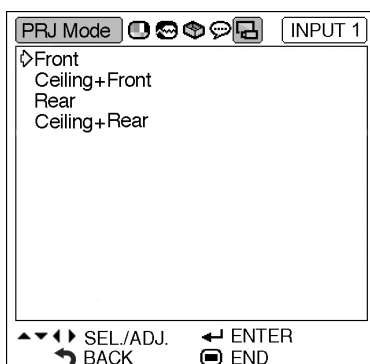 PRJ Mode INPUT 1
Front
Ceiling+Front
Rear
Ceiling+Rear
SEL./ADJ. ENTER
BACK END